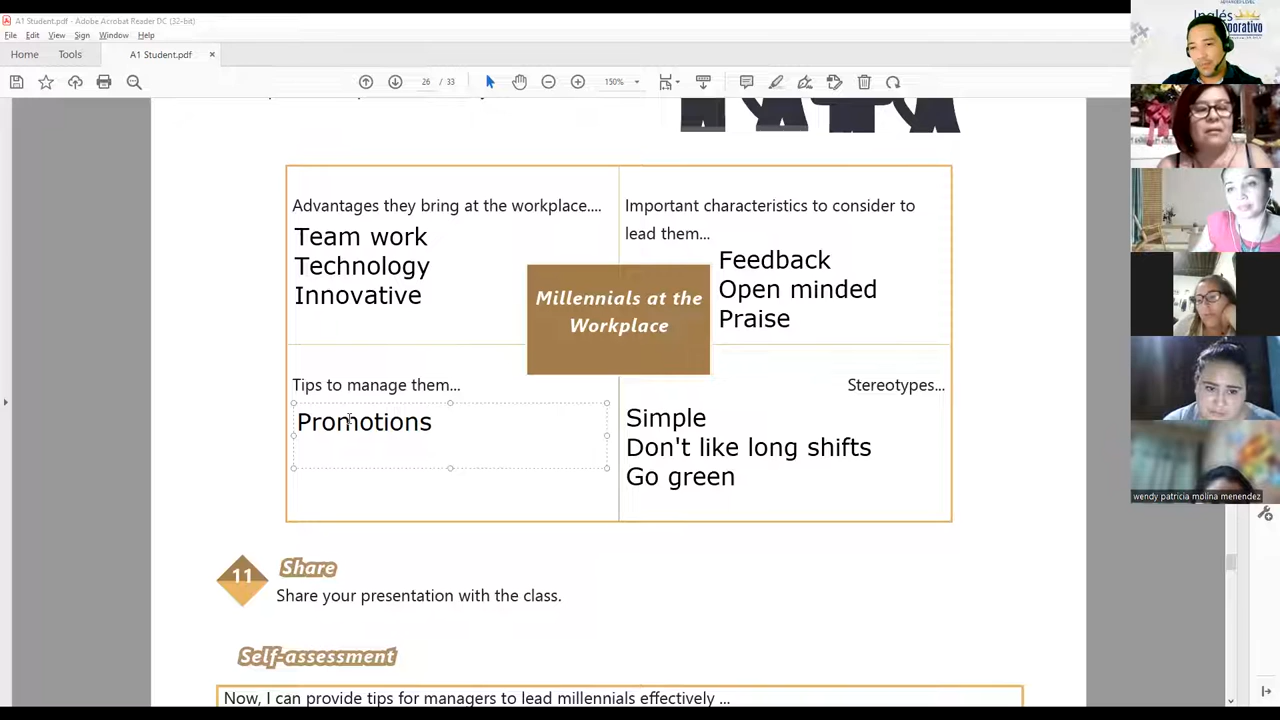 A1 Student.pdf - Adobe Acrobat Reader DC (32-bit)
File Edit View Sign Window Help
Home Tools A1 Student.pdf ×
26 / 33 150%
Advantages they bring at the workplace....
Team work
Technology
Innovative
Important characteristics to consider to
lead them...
Feedback
Open minded
Praise
Millennials at the
Workplace
Tips to manage them...
Promotions
Stereotypes...
Simple
Don't like long shifts
Go green
11 Share
Share your presentation with the class.
Self-assessment
Now, I can provide tips for managers to lead millennials effectively ...
Inglés
wendy patricia molina menendez